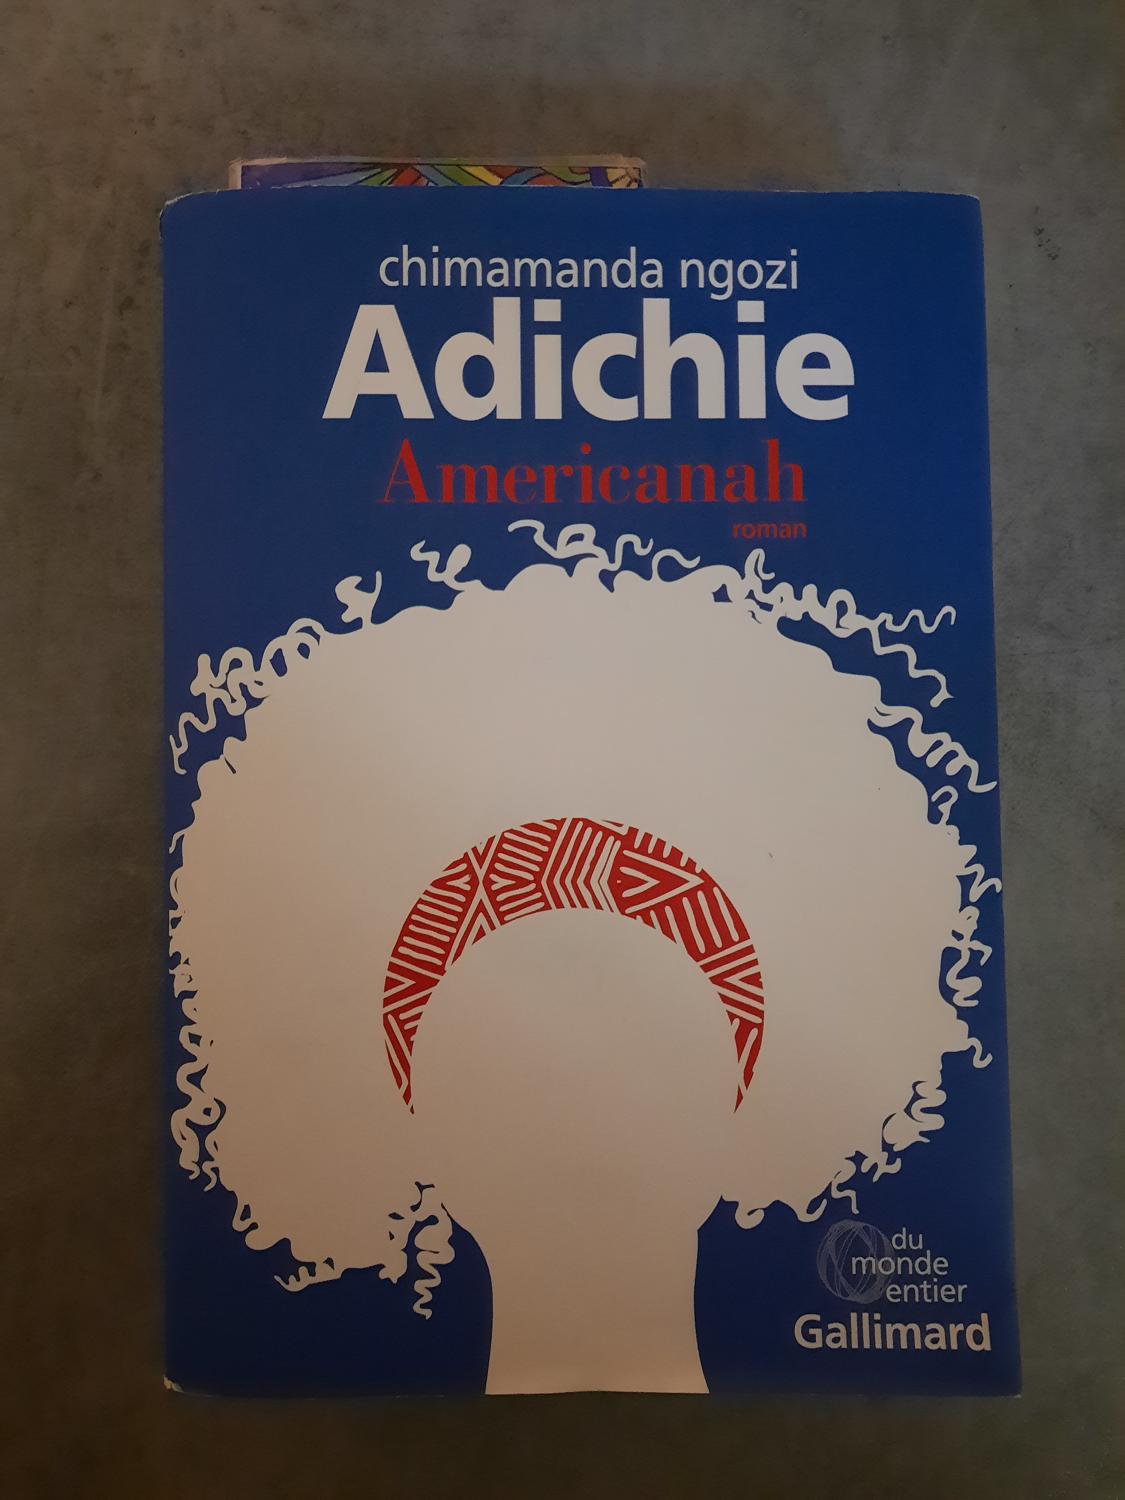 chimamanda ngozi
Adichie
Americanah
roman
du
monde
entier
Gallimard